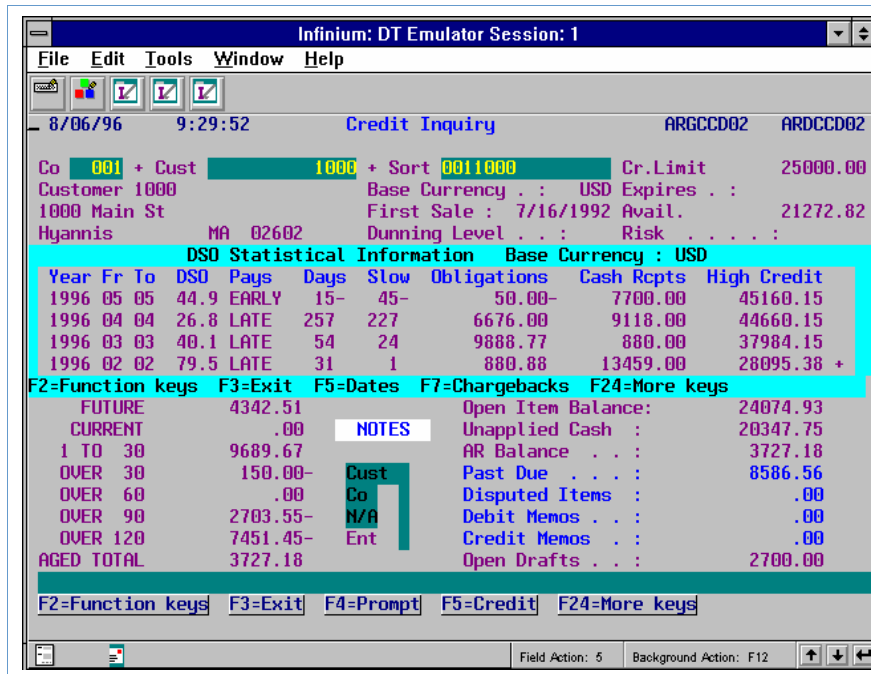 Infinium: DT Emulator Session: 1
File Edit Tools Window Help
8/06/96 9:29:52 Credit Inquiry ARGCCD02 ARDCCD02
Co 001 + Cust 1000 + Sort 0011000 Cr.Limit 25000.00
Customer 1000 Base Currency . : USD Expires . :
1000 Main St First Sale : 7/16/1992 Avail. 21272.82
Hyannis MA 02602 Dunning Level . . : Risk . . . . :
DSO Statistical Information Base Currency : USD
Year Fr To DSO Pays Days Slow Obligations Cash Rcpts High Credit
1996 05 05 44.9 EARLY 15- 45- 50.00- 7700.00 45160.15
1996 04 04 26.8 LATE 257 227 6676.00 9118.00 44660.15
1996 03 03 40.1 LATE 54 24 9888.77 880.00 37984.15
1996 02 02 79.5 LATE 31 1 880.88 13459.00 28095.38 +
F2=Function keys F3=Exit F5=Dates F7=Chargebacks F24=More keys
FUTURE 4342.51 Open Item Balance: 24074.93
CURRENT .00 NOTES Unapplied Cash : 20347.75
1 TO 30 9689.67 AR Balance . . : 3727.18
OVER 30 150.00- Cust Past Due . . . : 8586.56
OVER 60 .00 Co Disputed Items : .00
OVER 90 2703.55- N/A Debit Memos . . : .00
OVER 120 7451.45- Ent Credit Memos . : .00
AGED TOTAL 3727.18 Open Drafts . . : 2700.00
F2=Function keys F3=Exit F4=Prompt F5=Credit F24=More keys
Field Action: 5 Background Action: F12